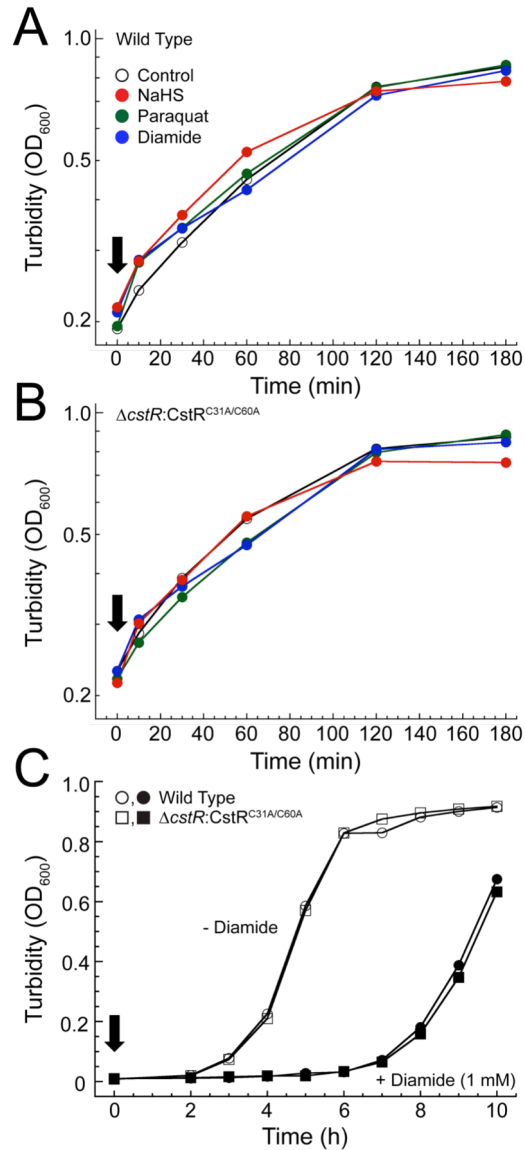 A
Wild Type
Control
NaHS
Paraquat
Diamide
Turbidity (OD600)
1.0
0.5
0.2
0 20 40 60 80 100 120 140 160 180
Time (min)
B
ΔcstR:CstRC31A/C60A
Turbidity (OD600)
1.0
0.5
0.2
0 20 40 60 80 100 120 140 160 180
Time (min)
C
, Wild Type
, ΔcstR:CstRC31A/C60A
Turbidity (OD600)
1.0
0.8
0.6
0.4
0.2
0
- Diamide
+ Diamide (1 mM)
0 2 4 6 8 10
Time (h)